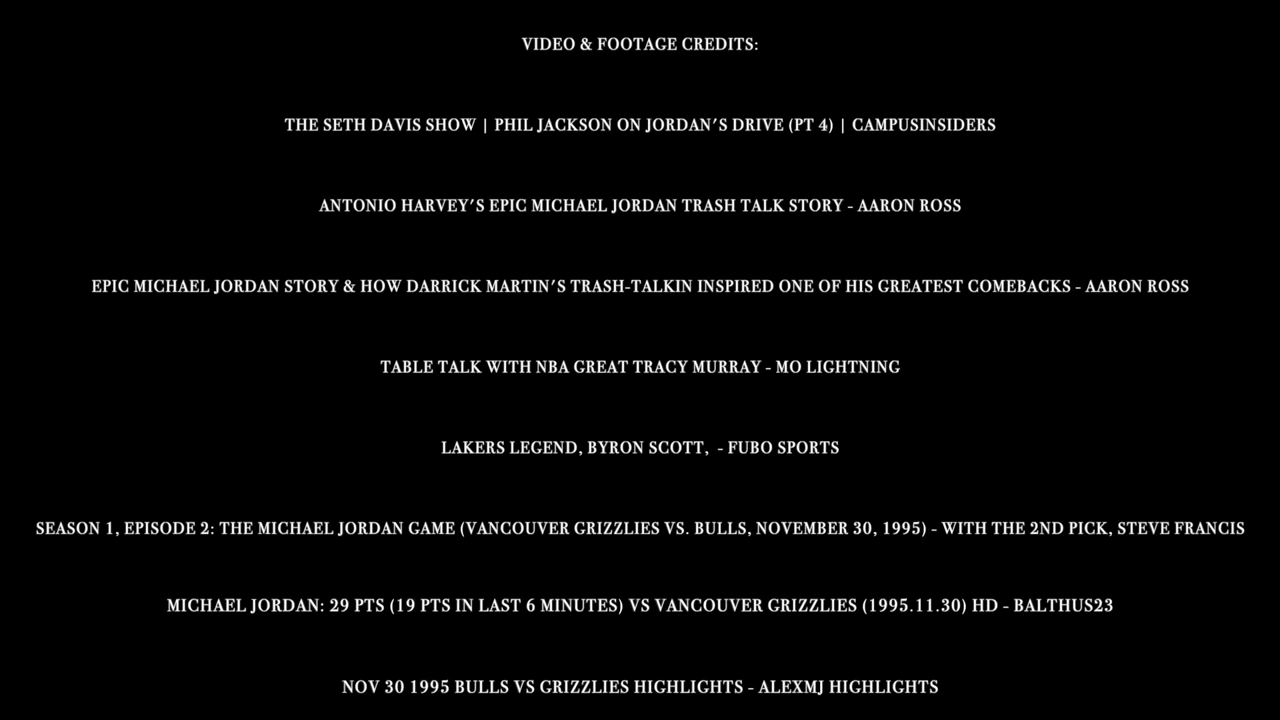 VIDEO & FOOTAGE CREDITS:
THE SETH DAVIS SHOW | PHIL JACKSON ON JORDAN'S DRIVE (PT 4) | CAMPUSINSIDERS
ANTONIO HARVEY'S EPIC MICHAEL JORDAN TRASH TALK STORY - AARON ROSS
EPIC MICHAEL JORDAN STORY & HOW DARRICK MARTIN'S TRASH-TALKIN INSPIRED ONE OF HIS GREATEST COMEBACKS - AARON ROSS
TABLE TALK WITH NBA GREAT TRACY MURRAY - MO LIGHTNING
LAKERS LEGEND, BYRON SCOTT,  - FUBO SPORTS
SEASON 1, EPISODE 2: THE MICHAEL JORDAN GAME (VANCOUVER GRIZZLIES VS. BULLS, NOVEMBER 30, 1995) - WITH THE 2ND PICK, STEVE FRANCIS
MICHAEL JORDAN: 29 PTS (19 PTS IN LAST 6 MINUTES) VS VANCOUVER GRIZZLIES (1995.11.30) HD - BALTHUS23
NOV 30 1995 BULLS VS GRIZZLIES HIGHLIGHTS - ALEXMJ HIGHLIGHTS